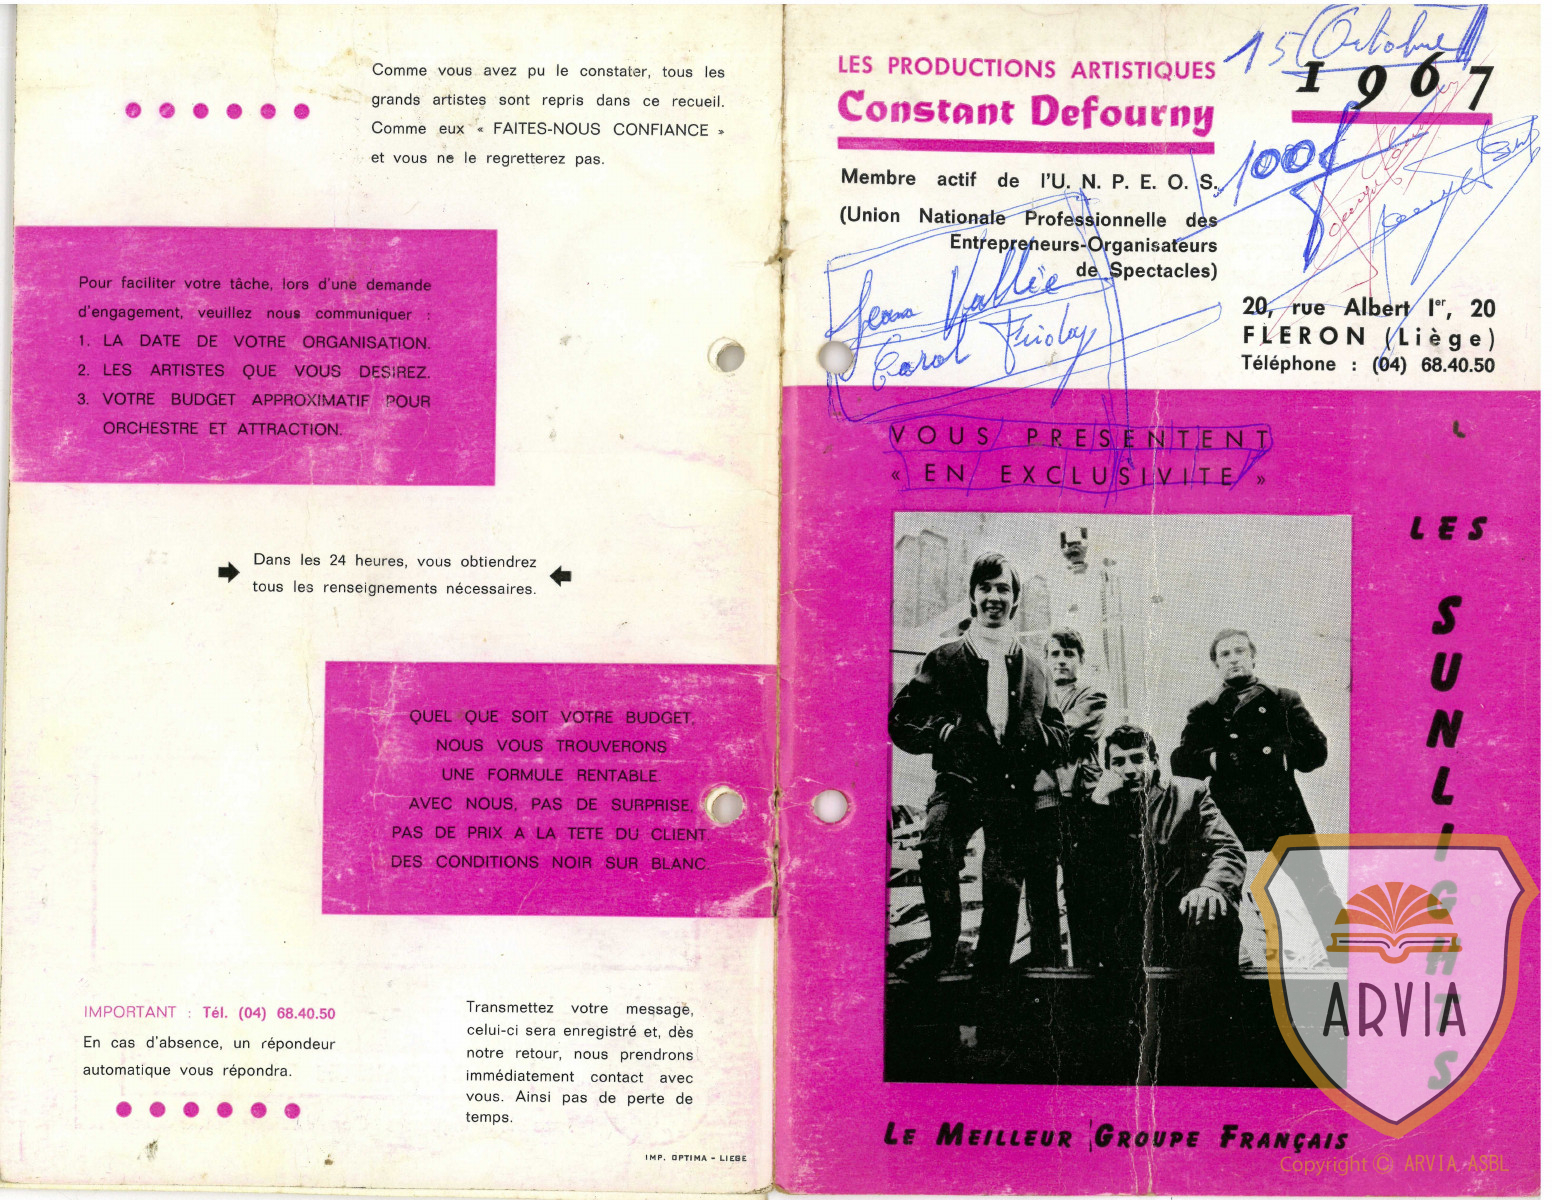 Comme vous avez pu le constater, tous les
grands artistes sont repris dans ce recueil.
Comme eux « FAITES-NOUS CONFIANCE »
et vous ne le regretterez pas.
Pour faciliter votre tâche, lors d'une demande
d'engagement, veuillez nous communiquer :
1. LA DATE DE VOTRE ORGANISATION.
2. LES ARTISTES QUE VOUS DESIREZ.
3. VOTRE BUDGET APPROXIMATIF POUR
ORCHESTRE ET ATTRACTION.
Dans les 24 heures, vous obtiendrez
tous les renseignements nécessaires.
QUEL QUE SOIT VOTRE BUDGET,
NOUS VOUS TROUVERONS
UNE FORMULE RENTABLE
AVEC NOUS, PAS DE SURPRISE,
PAS DE PRIX A LA TETE DU CLIENT
DES CONDITIONS NOIR SUR BLANC.
IMPORTANT : Tél. (04) 68.40.50
En cas d'absence, un répondeur
automatique vous répondra.
Transmettez votre message,
celui-ci sera enregistré et, dès
notre retour, nous prendrons
immédiatement contact avec
vous. Ainsi pas de perte de
temps.
IMP. OPTIMA - LIEGE
15 Octobre
LES PRODUCTIONS ARTISTIQUES
Constant Defourny
1967
100f
Membre actif de l'U. N. P. E. O. S.
(Union Nationale Professionnelle des
Entrepreneurs-Organisateurs
de Spectacles)
Jean Vallée
Carol
20, rue Albert Ier, 20
FLERON (Liège)
Téléphone : (04) 68.40.50
VOUS PRESENTENT
« EN EXCLUSIVITE »
LES
SUNLIGHTS
LE MEILLEUR GROUPE FRANÇAIS
ARVIA
Copyright © ARVIA ASBL